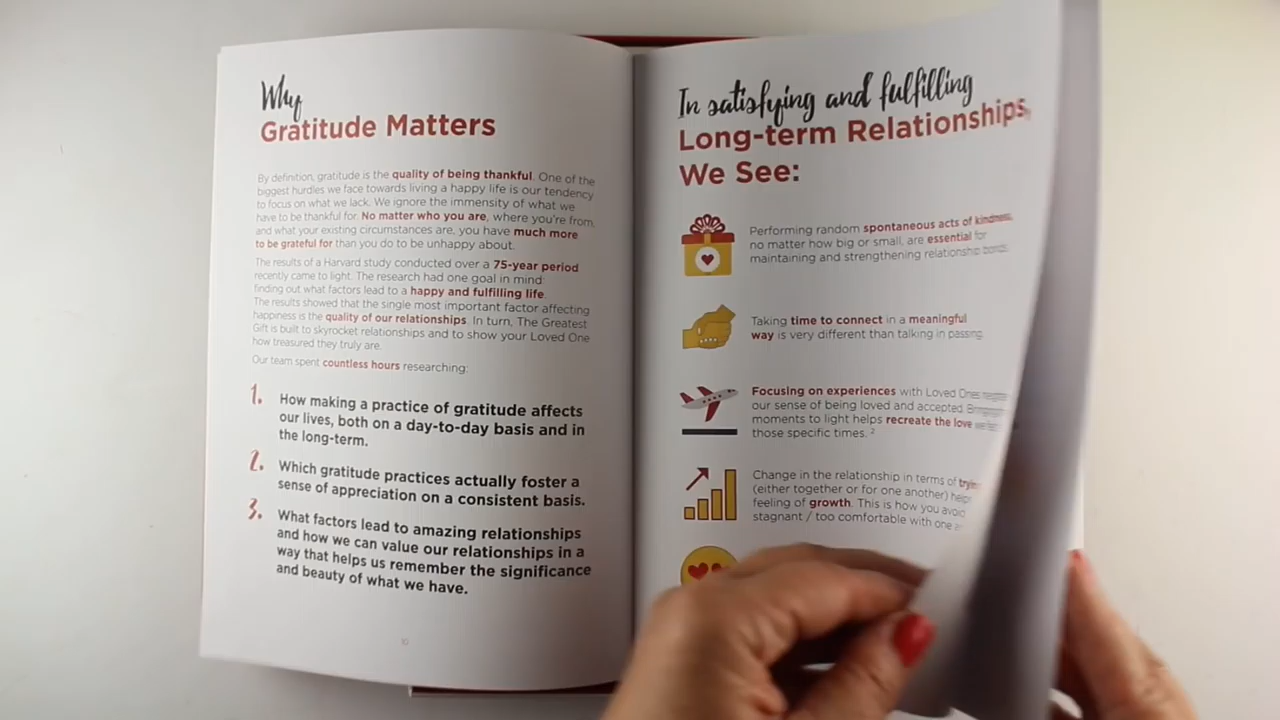 Why
Gratitude Matters
By definition, gratitude is the quality of being thankful. One of the
biggest hurdles we face towards living a happy life is our tendency
to focus on what we lack. We ignore the immensity of what we
have to be thankful for. No matter who you are, where you're from,
and what your existing circumstances are, you have much more
to be grateful for than you do to be unhappy about.
The results of a Harvard study conducted over a 75-year period
recently came to light. The research had one goal in mind:
finding out what factors lead to a happy and fulfilling life.
The results showed that the single most important factor affecting
happiness is the quality of our relationships. In turn, The Greatest
Gift is built to skyrocket relationships and to show your Loved One
how treasured they truly are.
Our team spent countless hours researching:
1. How making a practice of gratitude affects
our lives, both on a day-to-day basis and in
the long-term.
2. Which gratitude practices actually foster a
sense of appreciation on a consistent basis.
3. What factors lead to amazing relationships
and how we can value our relationships in a
way that helps us remember the significance
and beauty of what we have.
10
In satisfying and fulfilling
Long-term Relationships,
We See:
Performing random spontaneous acts of kindness,
no matter how big or small, are essential for
maintaining and strengthening relationship bonds.
Taking time to connect in a meaningful
way is very different than talking in passing.
Focusing on experiences with Loved Ones
our sense of being loved and accepted.
moments to light helps recreate the love
those specific times. 2
Change in the relationship in terms of
(either together or for one another)
feeling of growth. This is how you avoid
stagnant / too comfortable with one